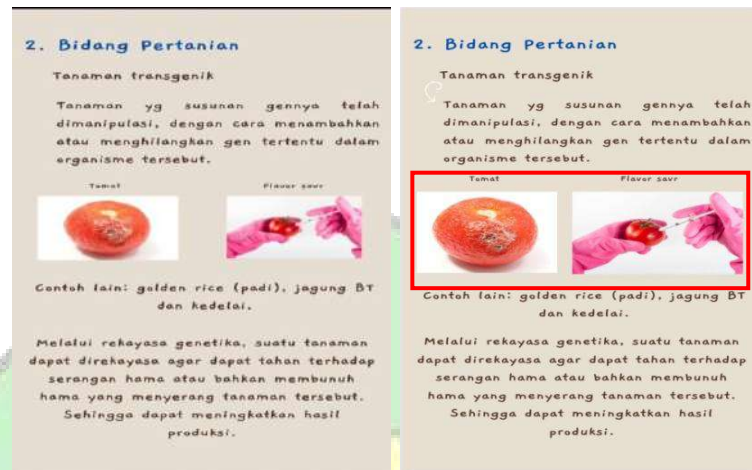 2. Bidang Pertanian
Tanaman transgenik
Tanaman yg susunan gennya telah
dimanipulasi, dengan cara menambahkan
atau menghilangkan gen tertentu dalam
organisme tersebut.
Tomat
Flavor savr
Contoh lain: golden rice (padi), jagung BT
dan kedelai.
Melalui rekayasa genetika, suatu tanaman
dapat direkayasa agar dapat tahan terhadap
serangan hama atau bahkan membunuh
hama yang menyerang tanaman tersebut.
Sehingga dapat meningkatkan hasil
produksi.
2. Bidang Pertanian
Tanaman transgenik
Tanaman yg susunan gennya telah
dimanipulasi, dengan cara menambahkan
atau menghilangkan gen tertentu dalam
organisme tersebut.
Tomat
Flavor savr
Contoh lain: golden rice (padi), jagung BT
dan kedelai.
Melalui rekayasa genetika, suatu tanaman
dapat direkayasa agar dapat tahan terhadap
serangan hama atau bahkan membunuh
hama yang menyerang tanaman tersebut.
Sehingga dapat meningkatkan hasil
produksi.